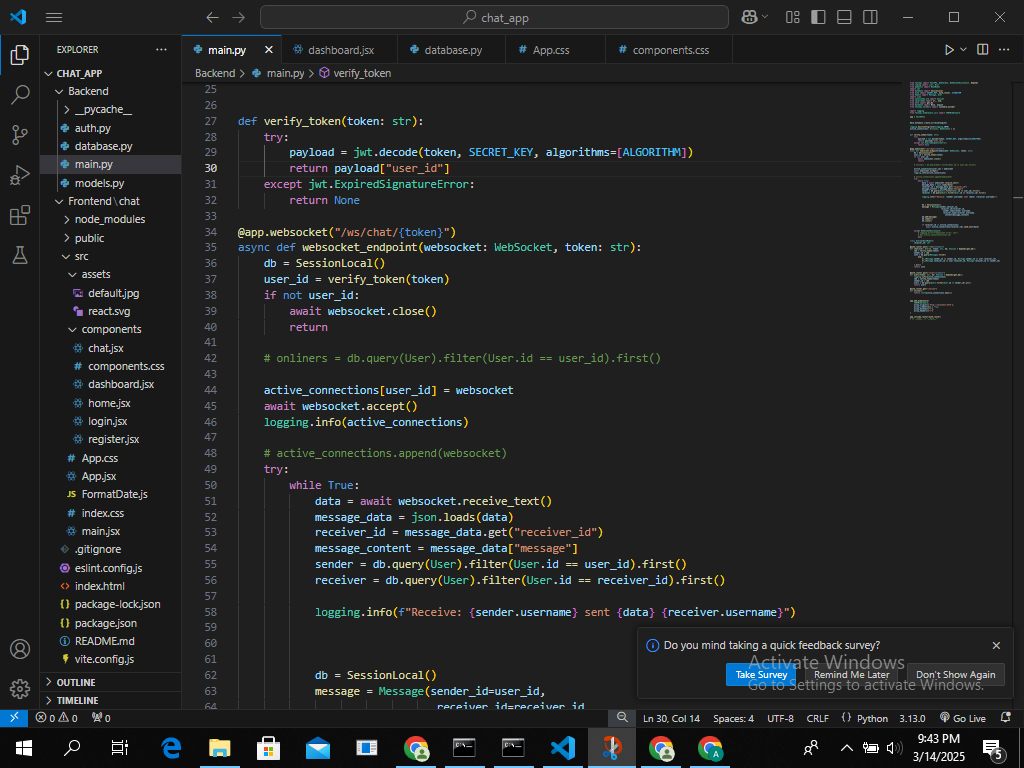 chat_app
EXPLORER
CHAT_APP
Backend
__pycache__
auth.py
database.py
main.py
models.py
Frontend\chat
node_modules
public
src
assets
default.jpg
react.svg
components
chat.jsx
components.css
dashboard.jsx
home.jsx
login.jsx
register.jsx
App.css
App.jsx
FormatDate.js
index.css
main.jsx
.gitignore
eslint.config.js
index.html
package-lock.json
package.json
README.md
vite.config.js
OUTLINE
TIMELINE
main.py dashboard.jsx database.py App.css components.css
Backend > main.py > verify_token
25
26
27 def verify_token(token: str):
28 try:
29 payload = jwt.decode(token, SECRET_KEY, algorithms=[ALGORITHM])
30 return payload["user_id"]
31 except jwt.ExpiredSignatureError:
32 return None
33
34 @app.websocket("/ws/chat/{token}")
35 async def websocket_endpoint(websocket: WebSocket, token: str):
36 db = SessionLocal()
37 user_id = verify_token(token)
38 if not user_id:
39 await websocket.close()
40 return
41
42 # onliners = db.query(User).filter(User.id == user_id).first()
43
44 active_connections[user_id] = websocket
45 await websocket.accept()
46 logging.info(active_connections)
47
48 # active_connections.append(websocket)
49 try:
50 while True:
51 data = await websocket.receive_text()
52 message_data = json.loads(data)
53 receiver_id = message_data.get("receiver_id")
54 message_content = message_data["message"]
55 sender = db.query(User).filter(User.id == user_id).first()
56 receiver = db.query(User).filter(User.id == receiver_id).first()
57
58 logging.info(f"Receive: {sender.username} sent {data} {receiver.username}")
59
60
61
62 db = SessionLocal()
63 message = Message(sender_id=user_id,
64 receiver_id=receiver_id
Do you mind taking a quick feedback survey?
Take Survey Remind Me Later Don't Show Again
Activate Windows
Go to Settings to activate Windows.
0 0 0 Ln 30, Col 14 Spaces: 4 UTF-8 CRLF Python 3.13.0 Go Live
9:43 PM
3/14/2025
5